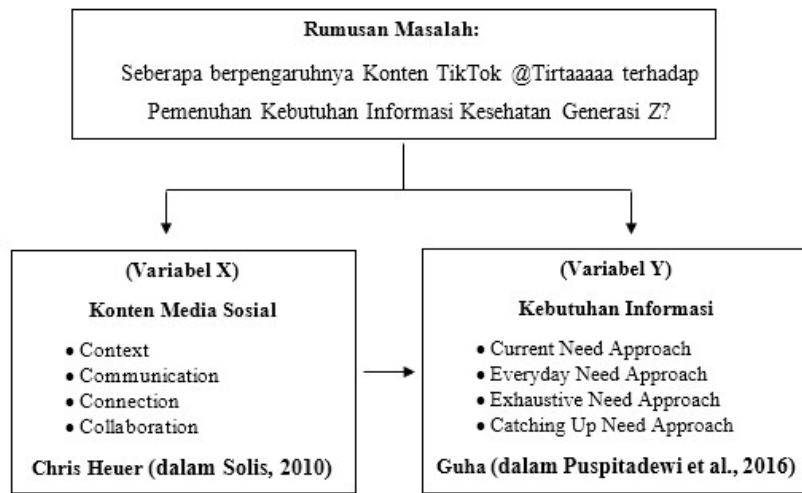 Rumusan Masalah:
Seberapa berpengaruhnya Konten TikTok @Tirtaaaaa terhadap
Pemenuhan Kebutuhan Informasi Kesehatan Generasi Z?
(Variabel X)
Konten Media Sosial
• Context
• Communication
• Connection
• Collaboration
Chris Heuer (dalam Solis, 2010)
(Variabel Y)
Kebutuhan Informasi
• Current Need Approach
• Everyday Need Approach
• Exhaustive Need Approach
• Catching Up Need Approach
Guha (dalam Puspitadewi et al., 2016)